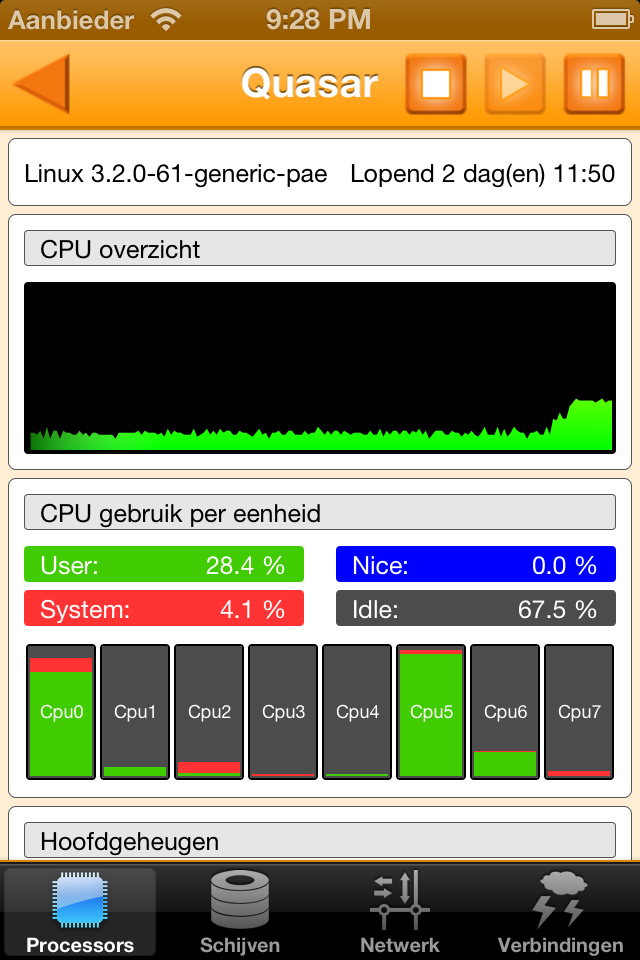 Aanbieder 9:28 PM
Quasar
Linux 3.2.0-61-generic-pae Lopend 2 dag(en) 11:50
CPU overzicht
CPU gebruik per eenheid
User: 28.4 % Nice: 0.0 %
System: 4.1 % Idle: 67.5 %
Cpu0 Cpu1 Cpu2 Cpu3 Cpu4 Cpu5 Cpu6 Cpu7
Hoofdgeheugen
Processors Schijven Netwerk Verbindingen